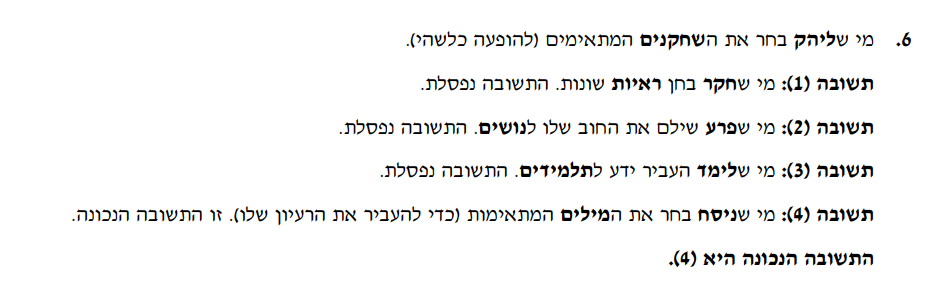 6. מי שליהק בחר את השחקנים המתאימים (להופעה כלשהי).
תשובה (1): מי שחקר בחן ראיות שונות. התשובה נפסלת.
תשובה (2): מי שפרע שילם את החוב שלו לנושים. התשובה נפסלת.
תשובה (3): מי שלימד העביר ידע לתלמידים. התשובה נפסלת.
תשובה (4): מי שניסח בחר את המילים המתאימות (כדי להעביר את הרעיון שלו). זו התשובה הנכונה.
התשובה הנכונה היא (4).